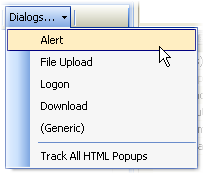 Dialogs...
Alert
File Upload
Logon
Download
(Generic)
Track All HTML Popups